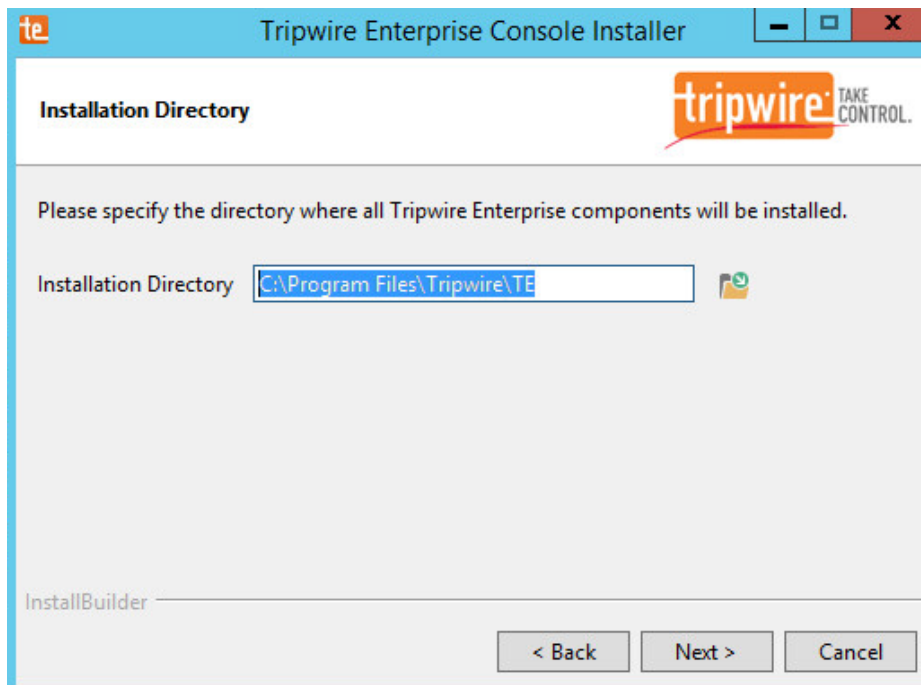 te
Tripwire Enterprise Console Installer
Installation Directory
tripwire TAKE CONTROL.
Please specify the directory where all Tripwire Enterprise components will be installed.
Installation Directory C:\Program Files\Tripwire\TE
InstallBuilder
< Back Next > Cancel